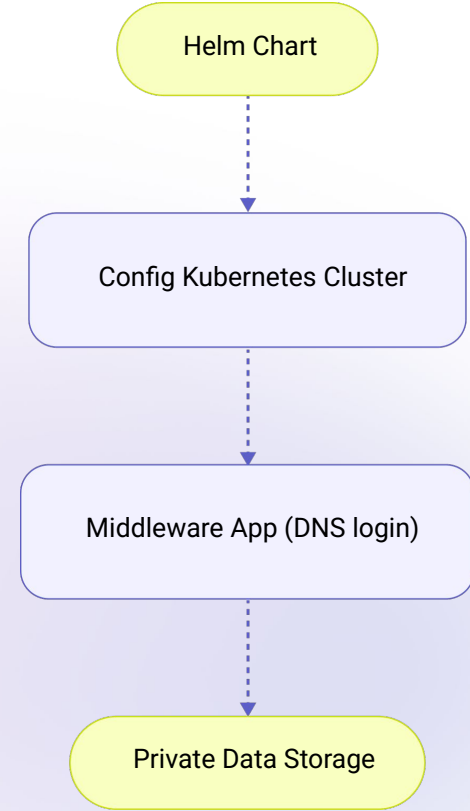 Helm Chart
Config Kubernetes Cluster
Middleware App (DNS login)
Private Data Storage